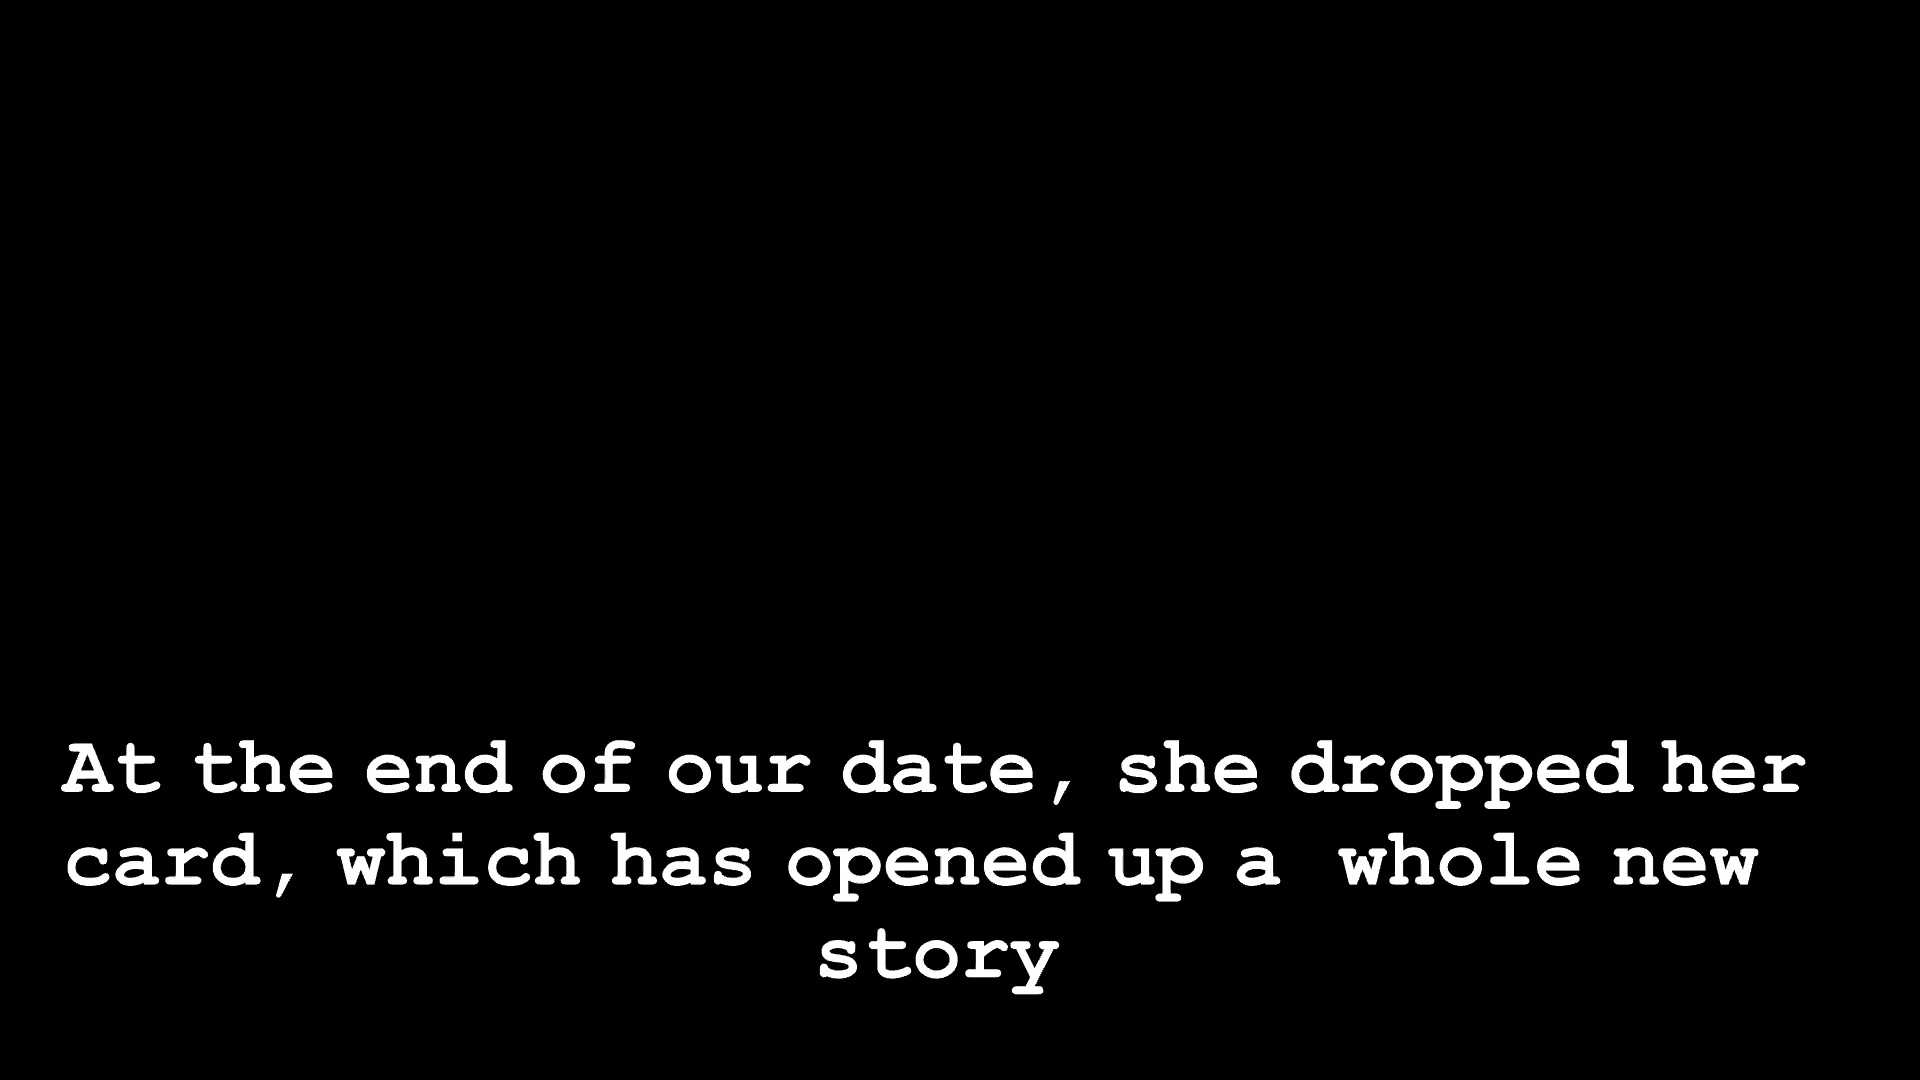 At the end of our date, she dropped her
card, which has opened up a  whole new
story